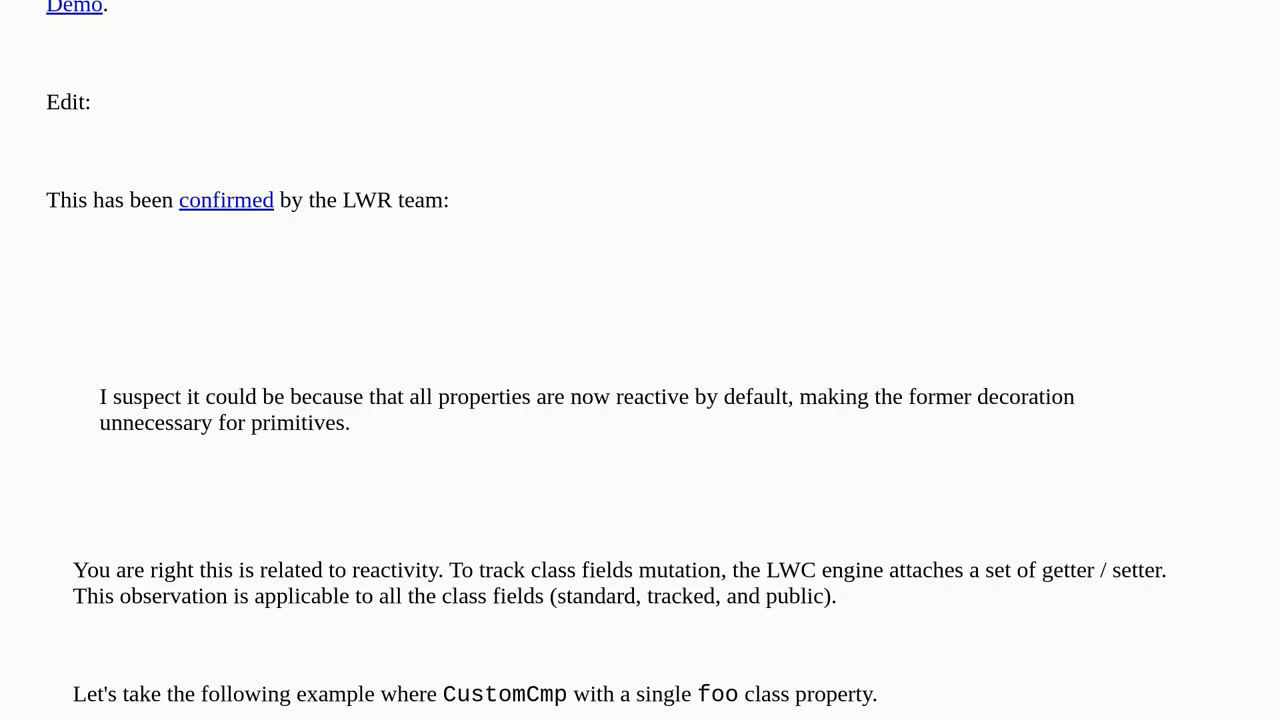 Demo.
Edit:
This has been confirmed by the LWR team:
I suspect it could be because that all properties are now reactive by default, making the former decoration
unnecessary for primitives.
You are right this is related to reactivity. To track class fields mutation, the LWC engine attaches a set of getter / setter.
This observation is applicable to all the class fields (standard, tracked, and public).
Let's take the following example where CustomCmp with a single foo class property.